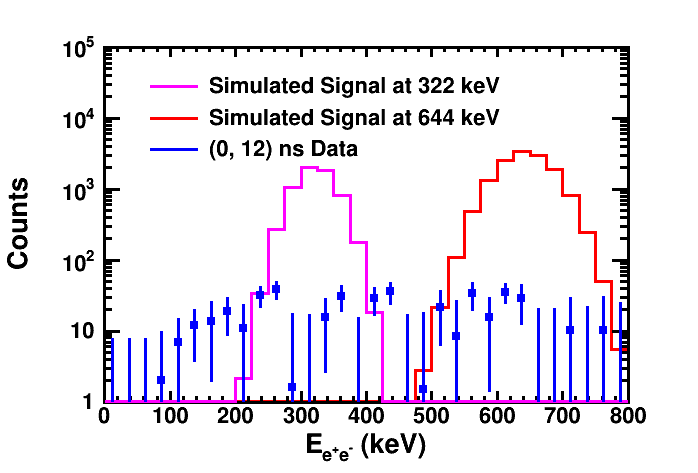 10⁵
Simulated Signal at 322 keV
10⁴
Simulated Signal at 644 keV
(0, 12) ns Data
10³
Counts
10²
10
1
0 100 200 300 400 500 600 700 800
E e⁺e⁻ (keV)